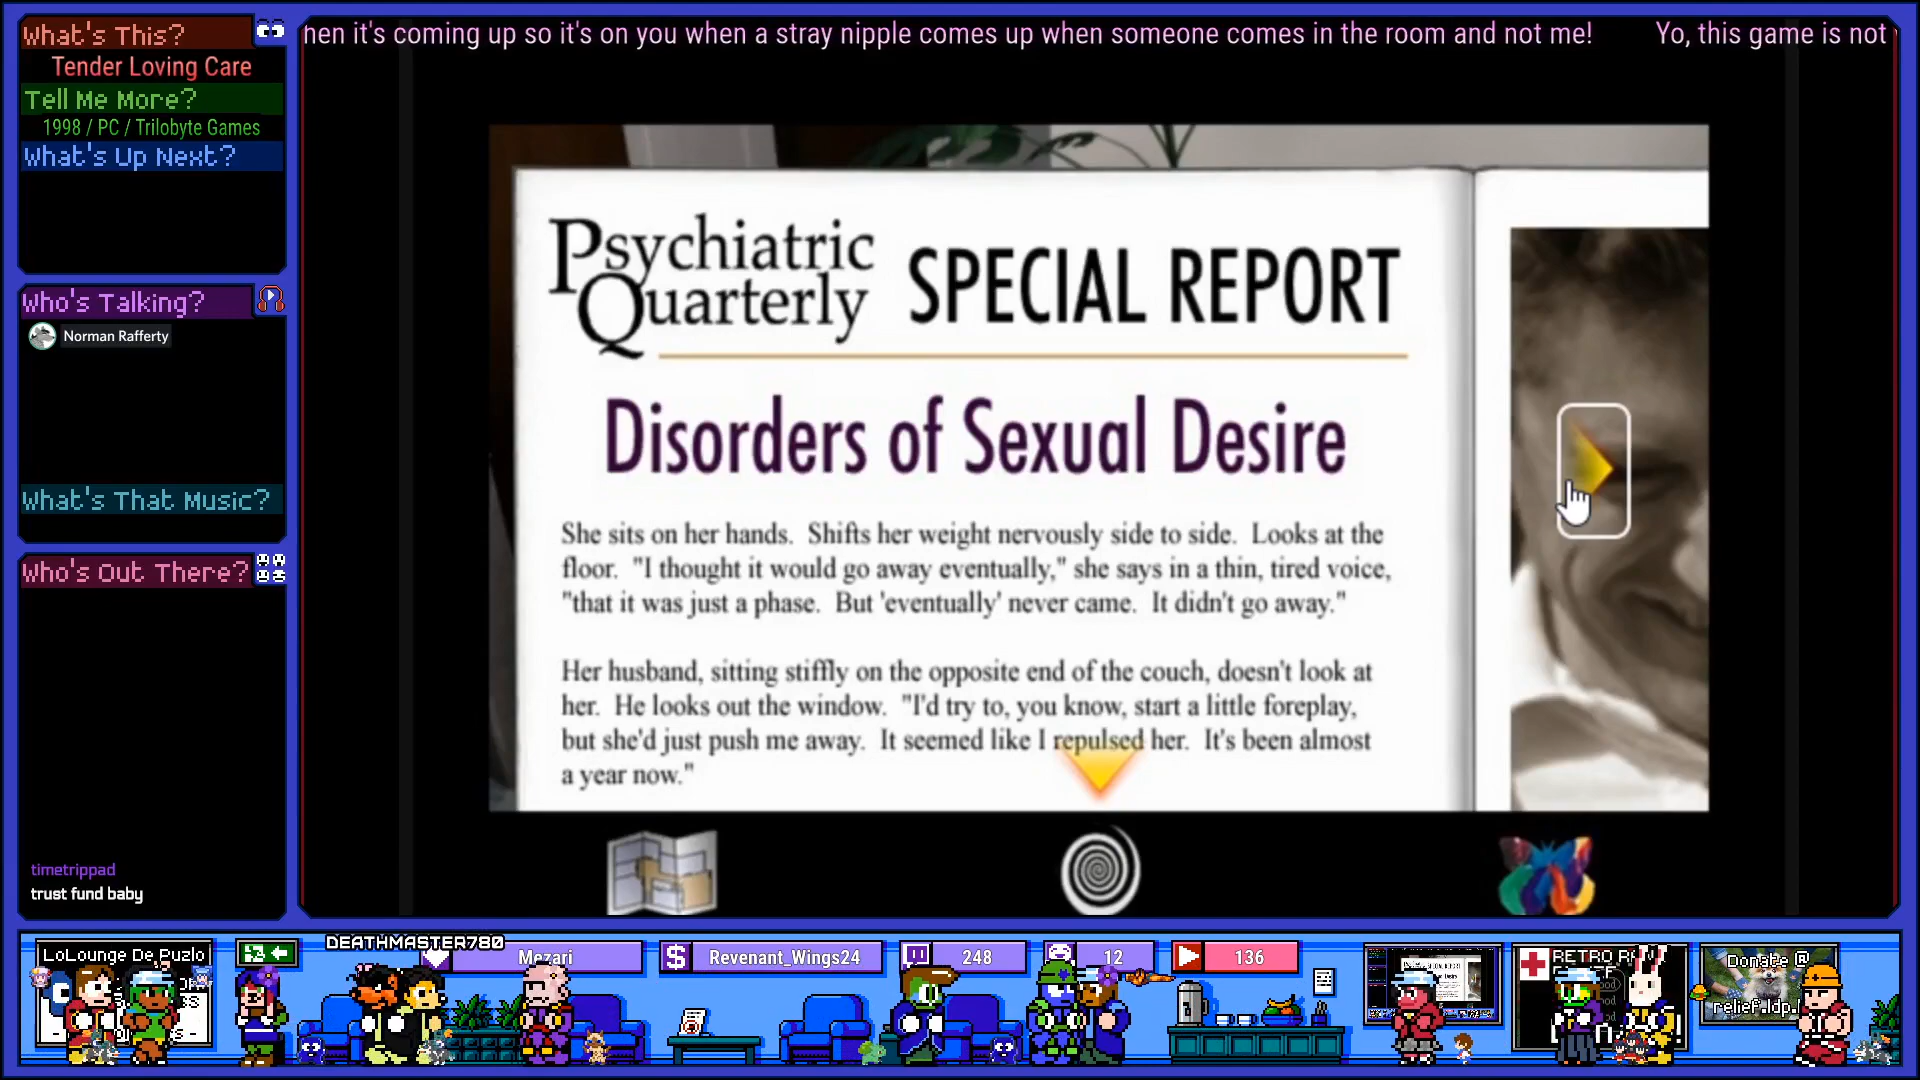 What's This?
Tender Loving Care
Tell Me More?
1998 / PC / Trilobyte Games
What's Up Next?
Who's Talking?
Norman Rafferty
What's That Music?
Who's Out There?
timetrippad
trust fund baby
hen it's coming up so it's on you when a stray nipple comes up when someone comes in the room and not me! Yo, this game is not
Psychiatric Quarterly SPECIAL REPORT
Disorders of Sexual Desire
She sits on her hands. Shifts her weight nervously side to side. Looks at the
floor. "I thought it would go away eventually," she says in a thin, tired voice,
"that it was just a phase. But 'eventually' never came. It didn't go away."
Her husband, sitting stiffly on the opposite end of the couch, doesn't look at
her. He looks out the window. "I'd try to, you know, start a little foreplay,
but she'd just push me away. It seemed like I repulsed her. It's been almost
a year now."
LoLounge De Puzlo
DEATHMASTER780
Mezari
$ Revenant_Wings24
248
12
136
RETRO
Donate @
relief.ldp.